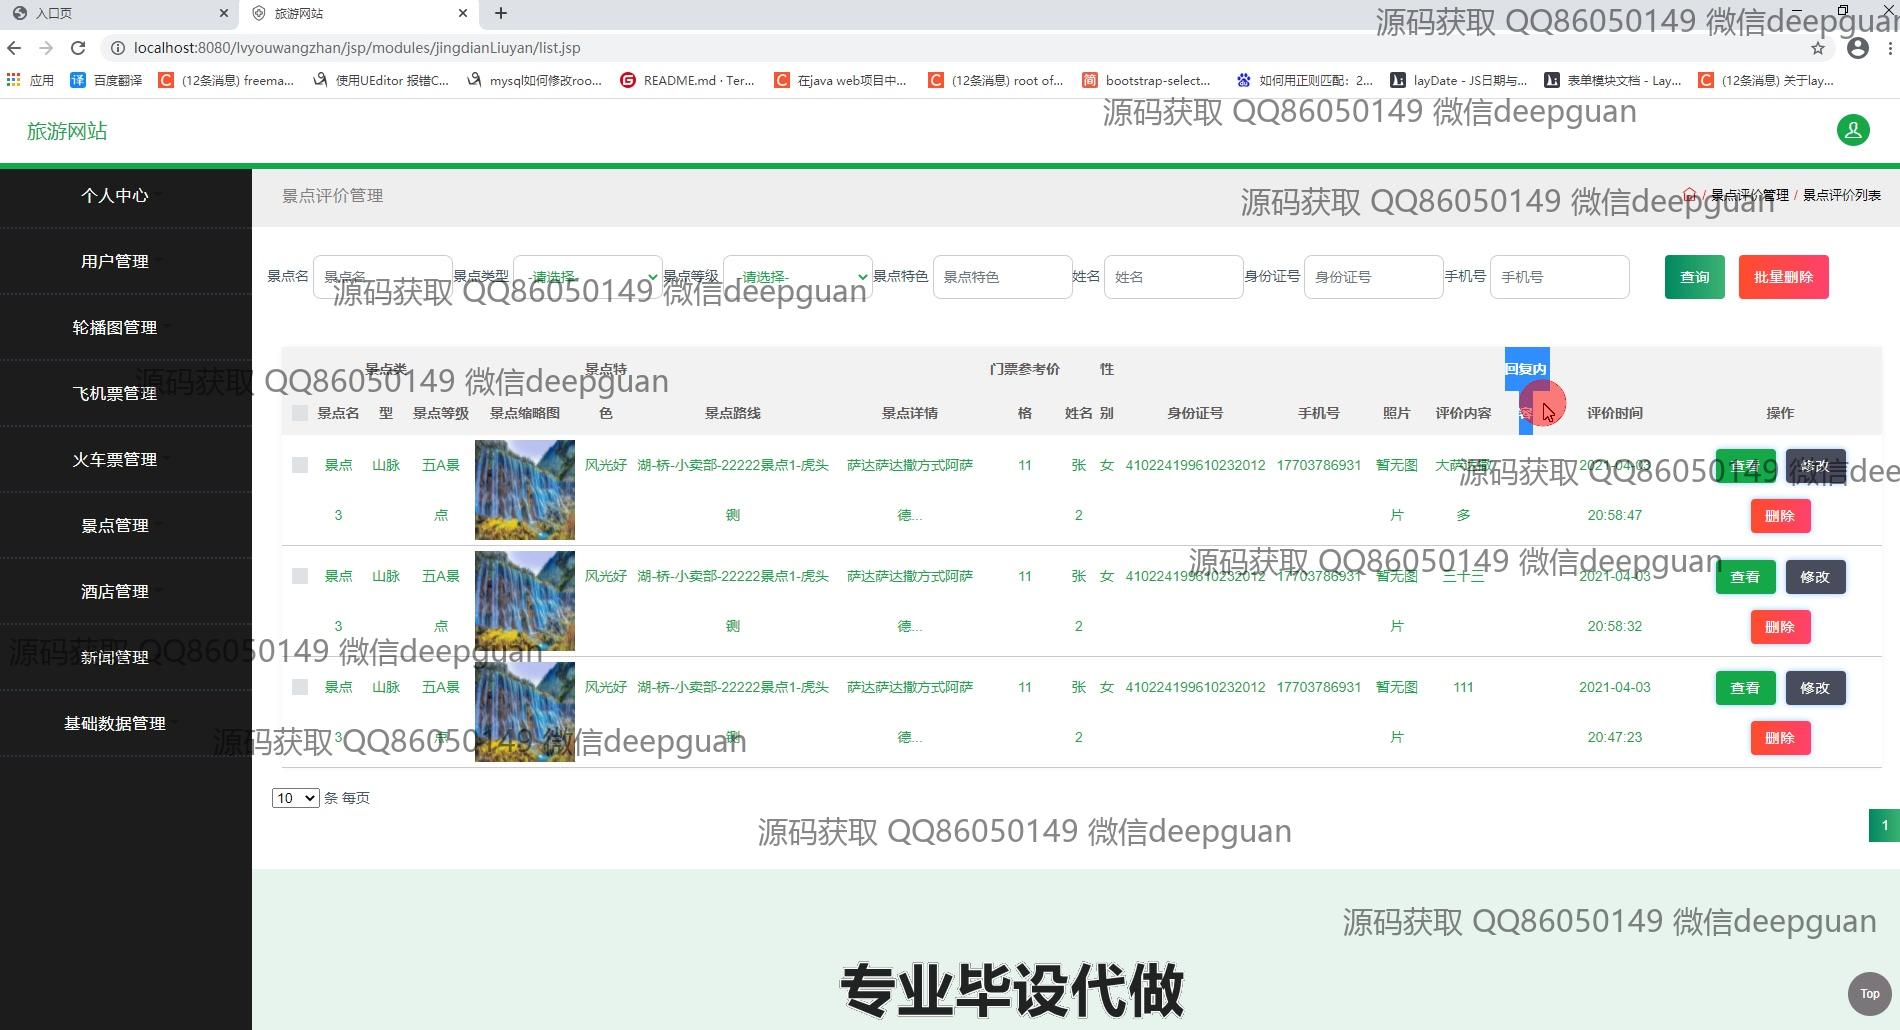 入口页
旅游网站
源码获取 QQ86050149 微信deepguan
localhost:8080/lvyouwangzhan/jsp/modules/jingdianLiuyan/list.jsp
应用 百度翻译 (12条消息) freema... 使用UEditor 报错C... mysql如何修改roo... README.md · Ter... 在java web项目中... (12条消息) root of... bootstrap-select... 如何用正则匹配：2... layDate - JS日期与... 表单模块文档 - Lay... (12条消息) 关于lay...
源码获取 QQ86050149 微信deepguan
旅游网站
个人中心
用户管理
轮播图管理
飞机票管理
火车票管理
景点管理
酒店管理
新闻管理
基础数据管理
景点评价管理
源码获取 QQ86050149 微信deepguan
/ 景点评价管理 / 景点评价列表
景点名 景点名 景点类型 -请选择- 景点等级 -请选择- 景点特色 景点特色 姓名 姓名 身份证号 身份证号 手机号 手机号 查询 批量删除
源码获取 QQ86050149 微信deepguan
景点名 景点类型 景点等级 景点缩略图 景点特色 景点路线 景点详情 门票参考价格 姓名 性别 身份证号 手机号 照片 评价内容 回复内容 评价时间 操作
源码获取 QQ86050149 微信deepguan
景点 山脉 五A景 风光好 湖-桥-小卖部-22222景点1-虎头 萨达萨达撒方式阿萨 11 张 女 410224199610232012 17703786931 暂无图 2021-04-03 查看 修改
源码获取 QQ86050149 微信deepguan
3 点 铡 德... 2 片 多 20:58:47 删除
源码获取 QQ86050149 微信deepguan
景点 山脉 五A景 风光好 湖-桥-小卖部-22222景点1-虎头 萨达萨达撒方式阿萨 11 张 女 410224199610232012 17703786931 暂无图 三十三 2021-04-03 查看 修改
3 点 铡 德... 2 片 20:58:32 删除
源码获取 QQ86050149 微信deepguan
景点 山脉 五A景 风光好 湖-桥-小卖部-22222景点1-虎头 萨达萨达撒方式阿萨 11 张 女 410224199610232012 17703786931 暂无图 111 2021-04-03 查看 修改
3 点 铡 德... 2 片 20:47:23 删除
源码获取 QQ86050149 微信deepguan
10 条 每页
1
源码获取 QQ86050149 微信deepguan
源码获取 QQ86050149 微信deepguan
专业毕设代做
Top